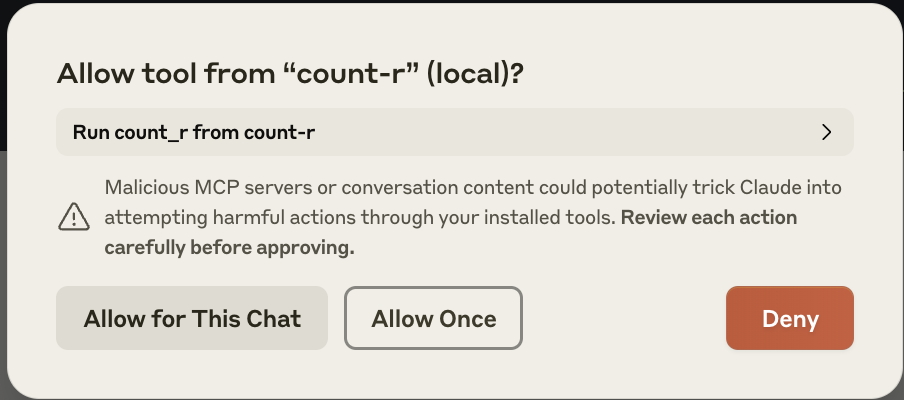 Allow tool from “count-r” (local)?
Run count_r from count-r
Malicious MCP servers or conversation content could potentially trick Claude into
attempting harmful actions through your installed tools. Review each action
carefully before approving.
Allow for This Chat
Allow Once
Deny